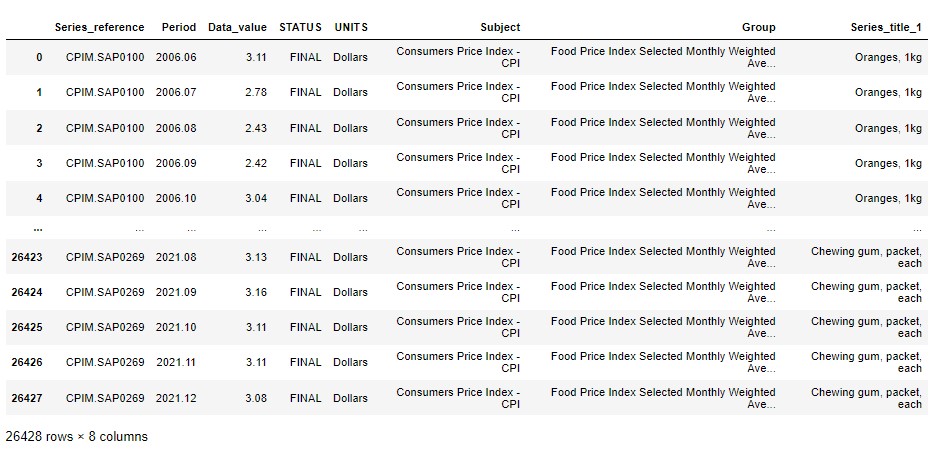 Series_reference Period Data_value STATUS UNITS Subject Group Series_title_1
0 CPIM.SAP0100 2006.06 3.11 FINAL Dollars Consumers Price Index - CPI Food Price Index Selected Monthly Weighted Ave... Oranges, 1kg
1 CPIM.SAP0100 2006.07 2.78 FINAL Dollars Consumers Price Index - CPI Food Price Index Selected Monthly Weighted Ave... Oranges, 1kg
2 CPIM.SAP0100 2006.08 2.43 FINAL Dollars Consumers Price Index - CPI Food Price Index Selected Monthly Weighted Ave... Oranges, 1kg
3 CPIM.SAP0100 2006.09 2.42 FINAL Dollars Consumers Price Index - CPI Food Price Index Selected Monthly Weighted Ave... Oranges, 1kg
4 CPIM.SAP0100 2006.10 3.04 FINAL Dollars Consumers Price Index - CPI Food Price Index Selected Monthly Weighted Ave... Oranges, 1kg
... ... ... ... ... ... ... ... ...
26423 CPIM.SAP0269 2021.08 3.13 FINAL Dollars Consumers Price Index - CPI Food Price Index Selected Monthly Weighted Ave... Chewing gum, packet, each
26424 CPIM.SAP0269 2021.09 3.16 FINAL Dollars Consumers Price Index - CPI Food Price Index Selected Monthly Weighted Ave... Chewing gum, packet, each
26425 CPIM.SAP0269 2021.10 3.11 FINAL Dollars Consumers Price Index - CPI Food Price Index Selected Monthly Weighted Ave... Chewing gum, packet, each
26426 CPIM.SAP0269 2021.11 3.11 FINAL Dollars Consumers Price Index - CPI Food Price Index Selected Monthly Weighted Ave... Chewing gum, packet, each
26427 CPIM.SAP0269 2021.12 3.08 FINAL Dollars Consumers Price Index - CPI Food Price Index Selected Monthly Weighted Ave... Chewing gum, packet, each
26428 rows × 8 columns